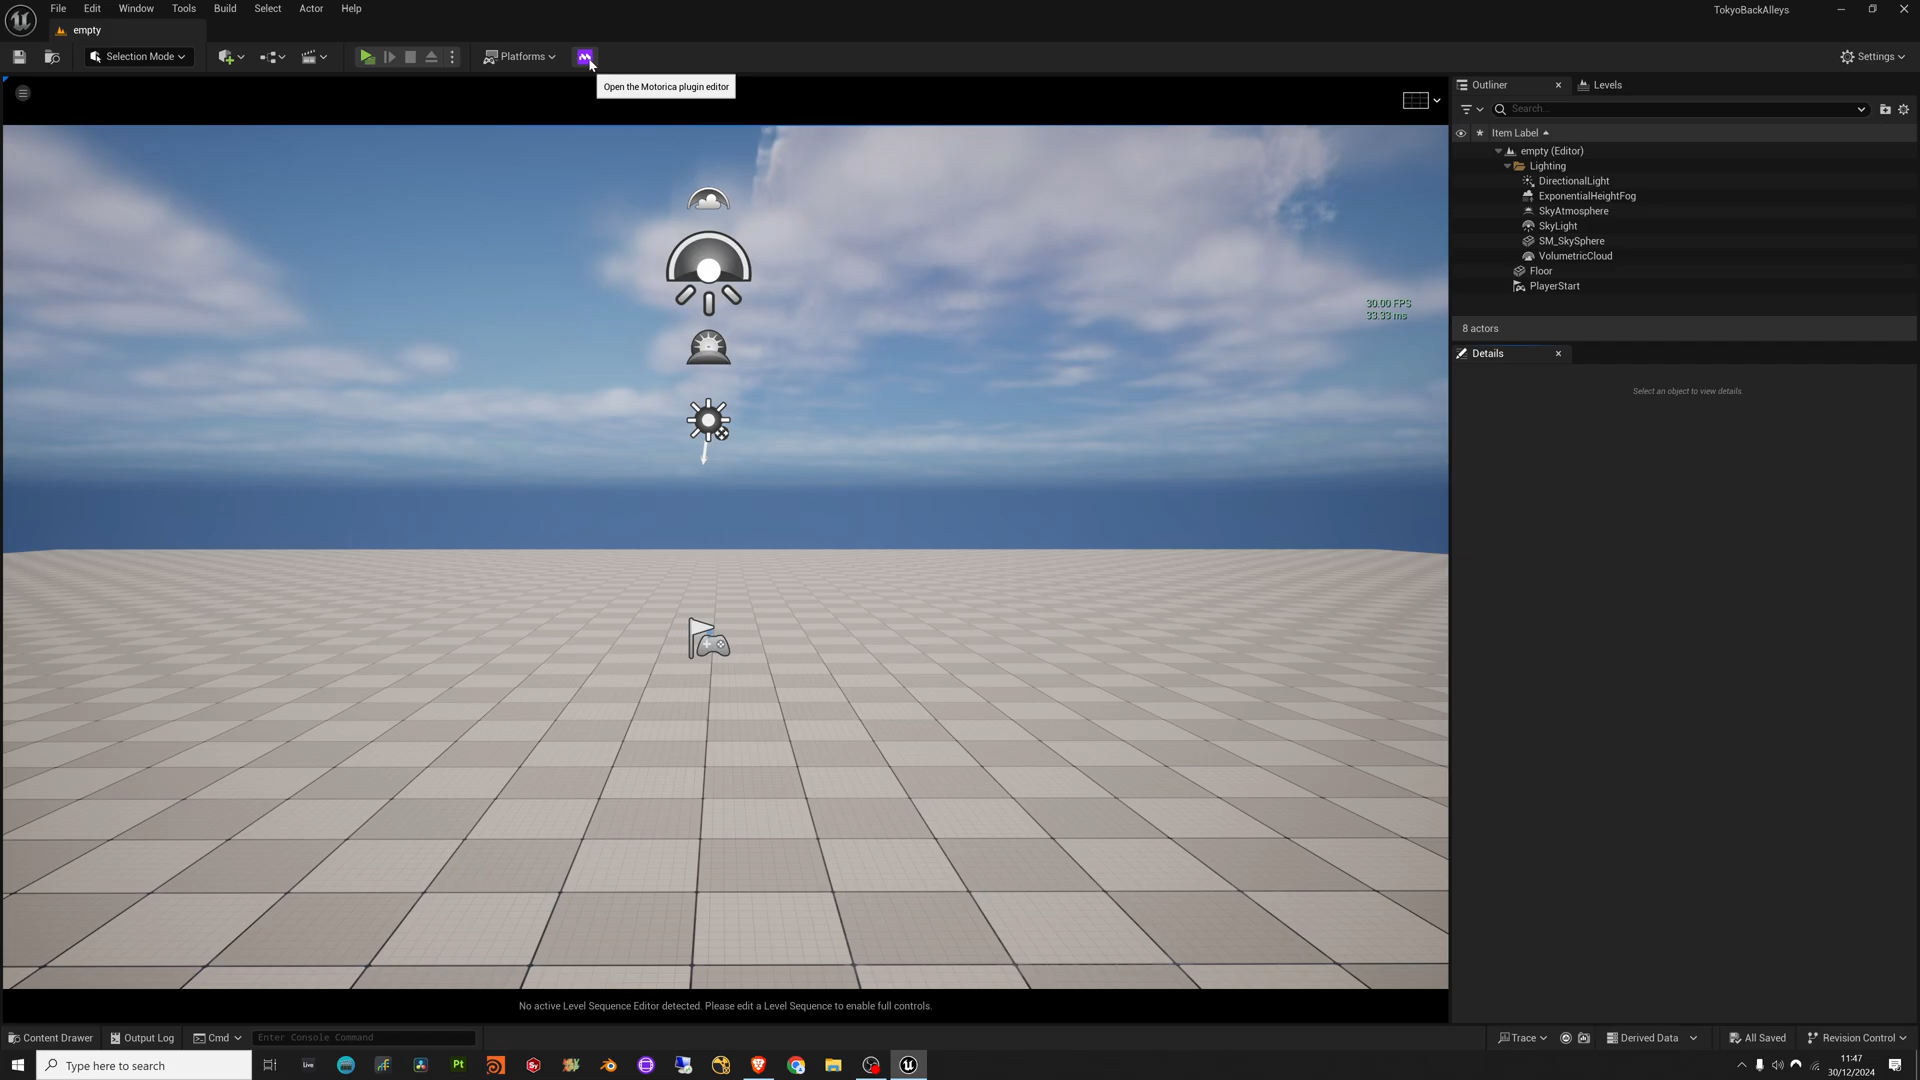 File Edit Window Tools Build Select Actor Help
TokyoBackAlleys
empty
Selection Mode
Platforms
Settings
Open the Motorica plugin editor
Outliner
Levels
Search...
Item Label
empty (Editor)
Lighting
DirectionalLight
ExponentialHeightFog
SkyAtmosphere
SkyLight
SM_SkySphere
VolumetricCloud
Floor
PlayerStart
30.00 FPS
33.33 ms
8 actors
Details
Select an object to view details.
No active Level Sequence Editor detected. Please edit a Level Sequence to enable full controls.
Content Drawer
Output Log
Cmd
Enter Console Command
Trace
Derived Data
All Saved
Revision Control
Type here to search
Live
Pt
Sy
11:47
30/12/2024